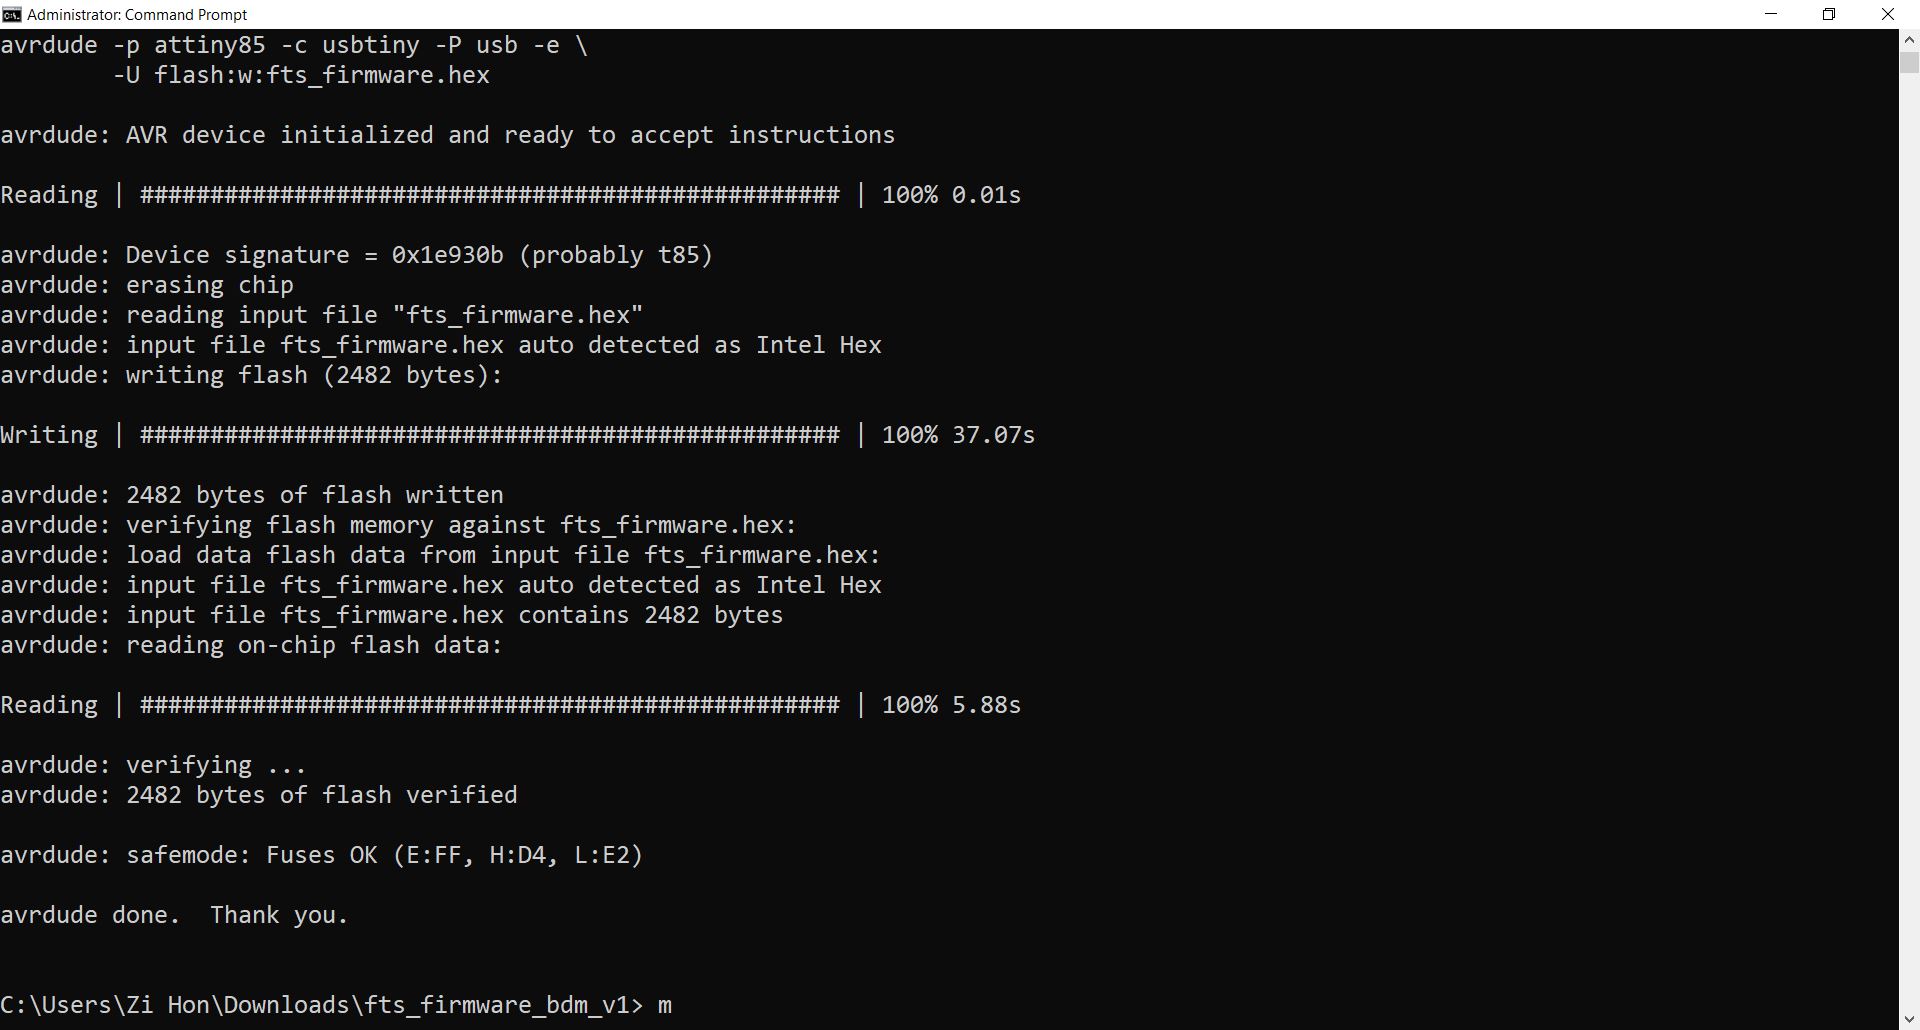 Administrator: Command Prompt
avrdude -p attiny85 -c usbtiny -P usb -e \
        -U flash:w:fts_firmware.hex
avrdude: AVR device initialized and ready to accept instructions
Reading | ################################################## | 100% 0.01s
avrdude: Device signature = 0x1e930b (probably t85)
avrdude: erasing chip
avrdude: reading input file "fts_firmware.hex"
avrdude: input file fts_firmware.hex auto detected as Intel Hex
avrdude: writing flash (2482 bytes):
Writing | ################################################## | 100% 37.07s
avrdude: 2482 bytes of flash written
avrdude: verifying flash memory against fts_firmware.hex:
avrdude: load data flash data from input file fts_firmware.hex:
avrdude: input file fts_firmware.hex auto detected as Intel Hex
avrdude: input file fts_firmware.hex contains 2482 bytes
avrdude: reading on-chip flash data:
Reading | ################################################## | 100% 5.88s
avrdude: verifying ...
avrdude: 2482 bytes of flash verified
avrdude: safemode: Fuses OK (E:FF, H:D4, L:E2)
avrdude done.  Thank you.
C:\Users\Zi Hon\Downloads\fts_firmware_bdm_v1> m